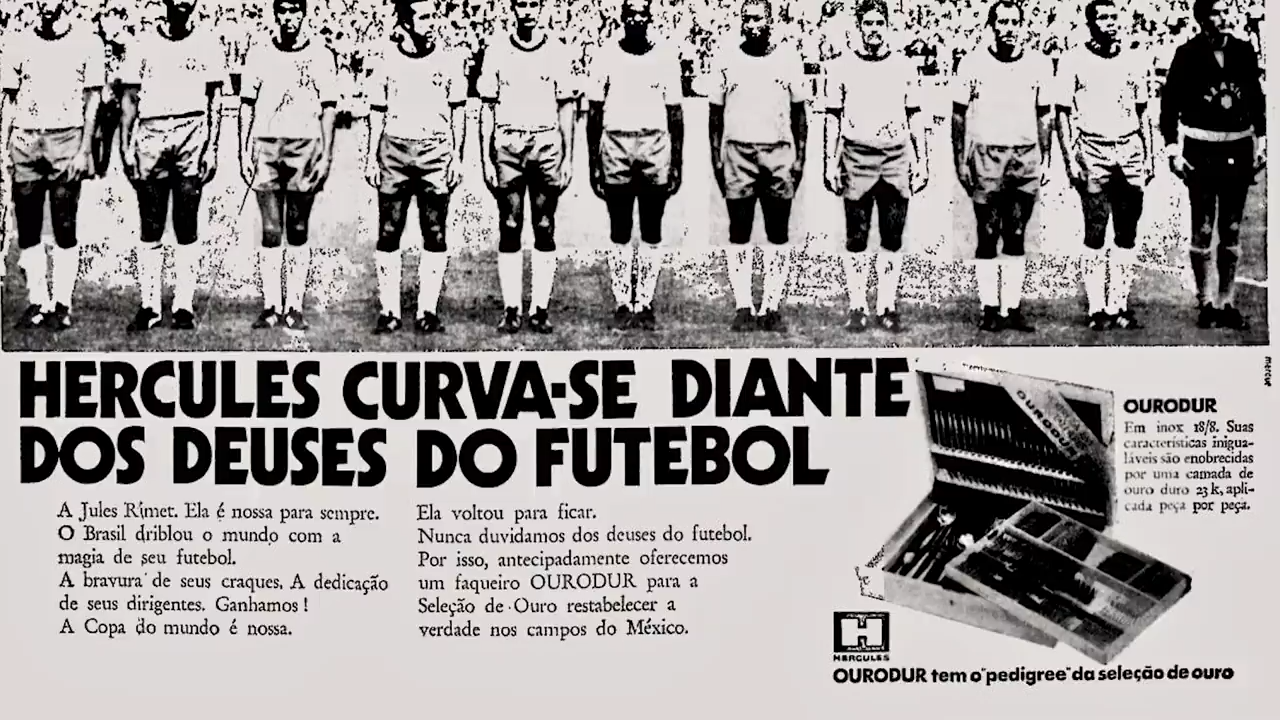 BRASIL
HERCULES CURVA-SE DIANTE
DOS DEUSES DO FUTEBOL
A Jules Rimet. Ela é nossa para sempre.
O Brasil driblou o mundo com a
magia de seu futebol.
A bravura de seus craques. A dedicação
de seus dirigentes. Ganhamos!
A Copa do mundo é nossa.
Ela voltou para ficar.
Nunca duvidamos dos deuses do futebol.
Por isso, antecipadamente oferecemos
um faqueiro OURODUR para a
Seleção de Ouro restabelecer a
verdade nos campos do México.
OURODUR
OURODUR
Em inox 18/8. Suas
características inigua-
láveis são enobrecidas
por uma camada de
ouro duro 23 k, apli-
cada peça por peça.
mercur
H
HERCULES
OURODUR tem o "pedigree" da seleção de ouro